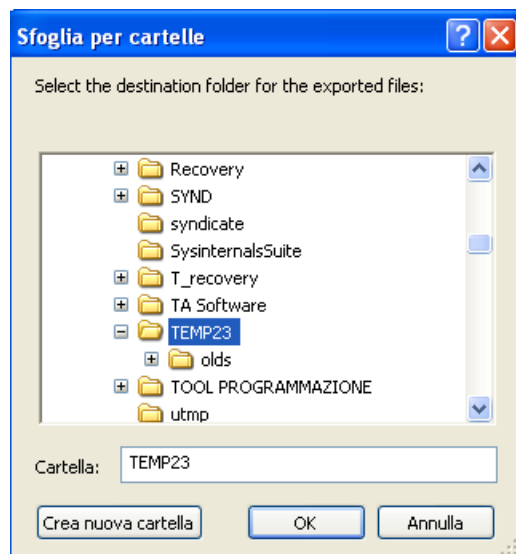 Sfoglia per cartelle
Select the destination folder for the exported files:
Recovery
SYND
syndicate
SysinternalsSuite
T_recovery
TA Software
TEMP23
olds
TOOL PROGRAMMAZIONE
utmp
Cartella: TEMP23
Crea nuova cartella OK Annulla